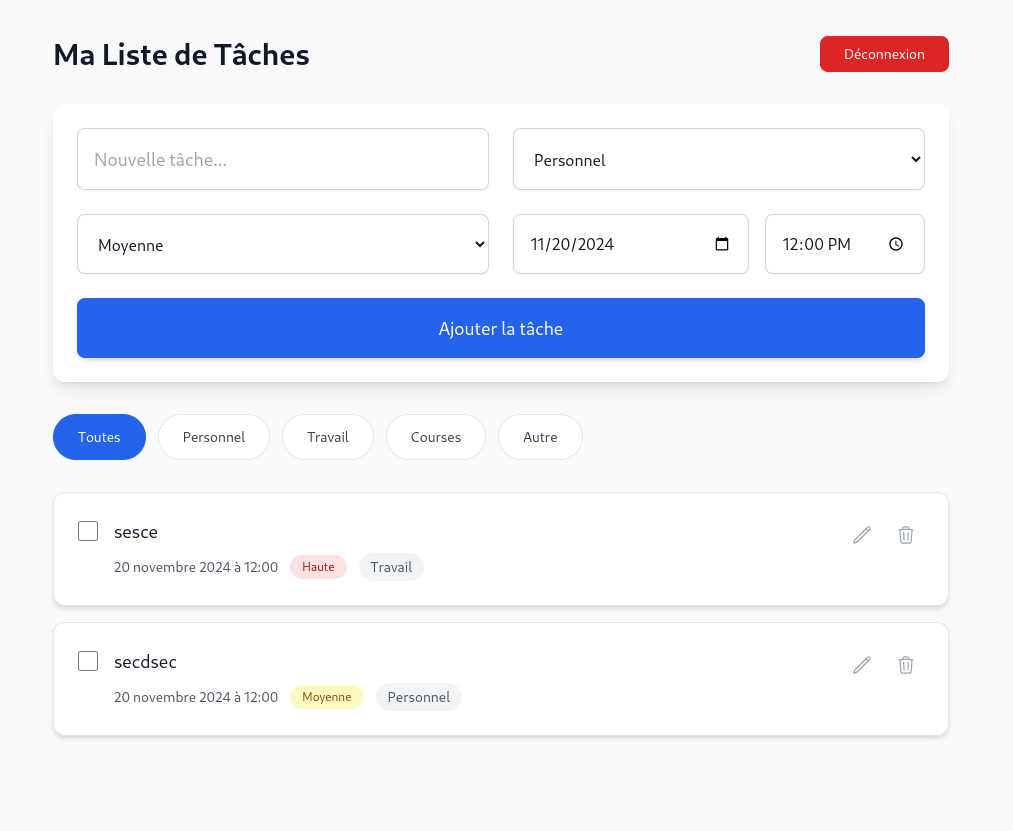 Ma Liste de Tâches
Déconnexion
Nouvelle tâche...
Personnel
Moyenne
11/20/2024
12:00 PM
Ajouter la tâche
Toutes
Personnel
Travail
Courses
Autre
sesce
20 novembre 2024 à 12:00
Haute
Travail
secdsec
20 novembre 2024 à 12:00
Moyenne
Personnel